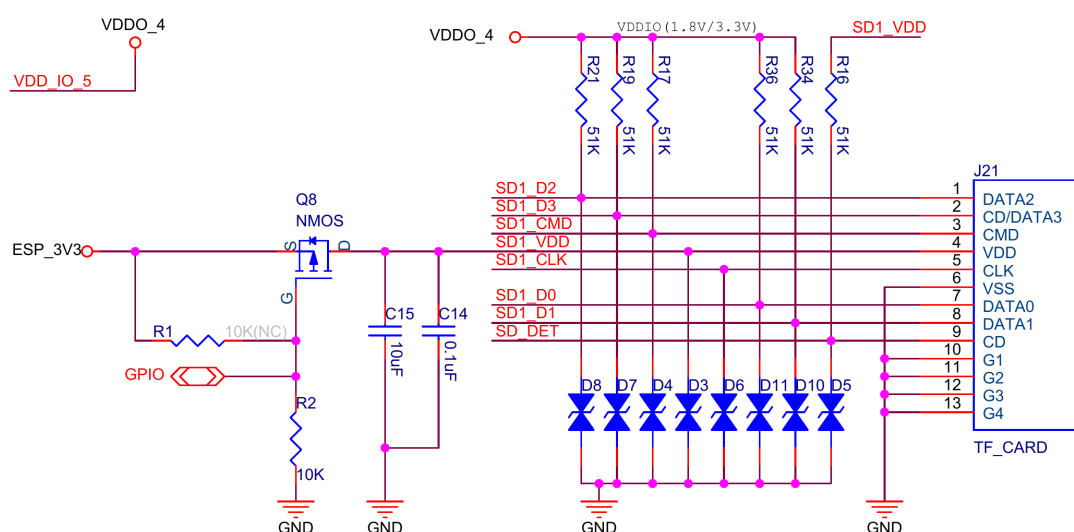 VDDO_4
VDD_IO_5
VDDO_4
VDDIO(1.8V/3.3V)
SD1_VDD
R21
R19
R17
R36
R34
R16
51K
51K
51K
51K
51K
51K
J21
Q8
NMOS
ESP_3V3
S
D
G
R1
10K(NC)
GPIO
R2
10K
C15
10uF
C14
0.1uF
SD1_D2
SD1_D3
SD1_CMD
SD1_VDD
SD1_CLK
SD1_D0
SD1_D1
SD_DET
1 DATA2
2 CD/DATA3
3 CMD
4 VDD
5 CLK
6 VSS
7 DATA0
8 DATA1
9 CD
10 G1
11 G2
12 G3
13 G4
D8
D7
D4
D3
D6
D11
D10
D5
TF_CARD
GND
GND
GND
GND